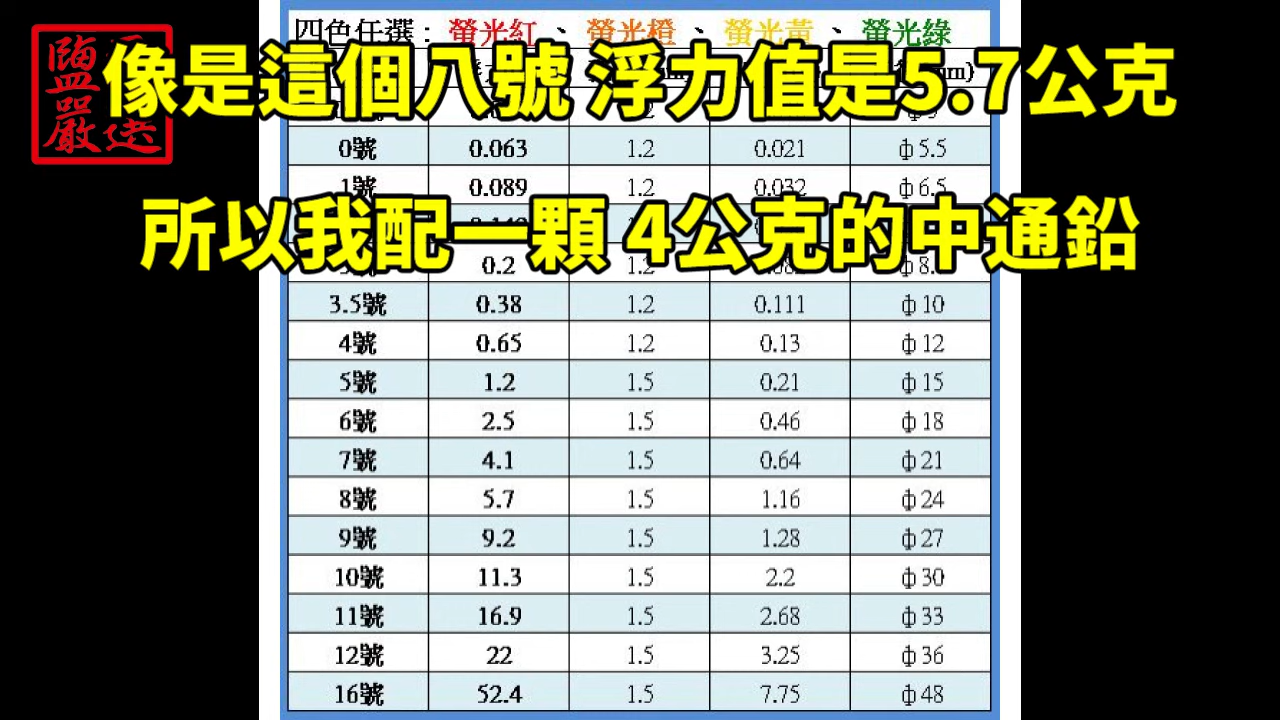 四色任選：螢光紅、螢光橙、螢光黃、螢光綠
像是這個八號 浮力值是5.7公克
嚴選
0號 0.063 1.2 0.021 ф5.5
1號 0.089 1.2 0.032 ф6.5
所以我配一顆 4公克的中通鉛
0.2 1.2 ф8.
3.5號 0.38 1.2 0.111 ф10
4號 0.65 1.2 0.13 ф12
5號 1.2 1.5 0.21 ф15
6號 2.5 1.5 0.46 ф18
7號 4.1 1.5 0.64 ф21
8號 5.7 1.5 1.16 ф24
9號 9.2 1.5 1.28 ф27
10號 11.3 1.5 2.2 ф30
11號 16.9 1.5 2.68 ф33
12號 22 1.5 3.25 ф36
16號 52.4 1.5 7.75 ф48